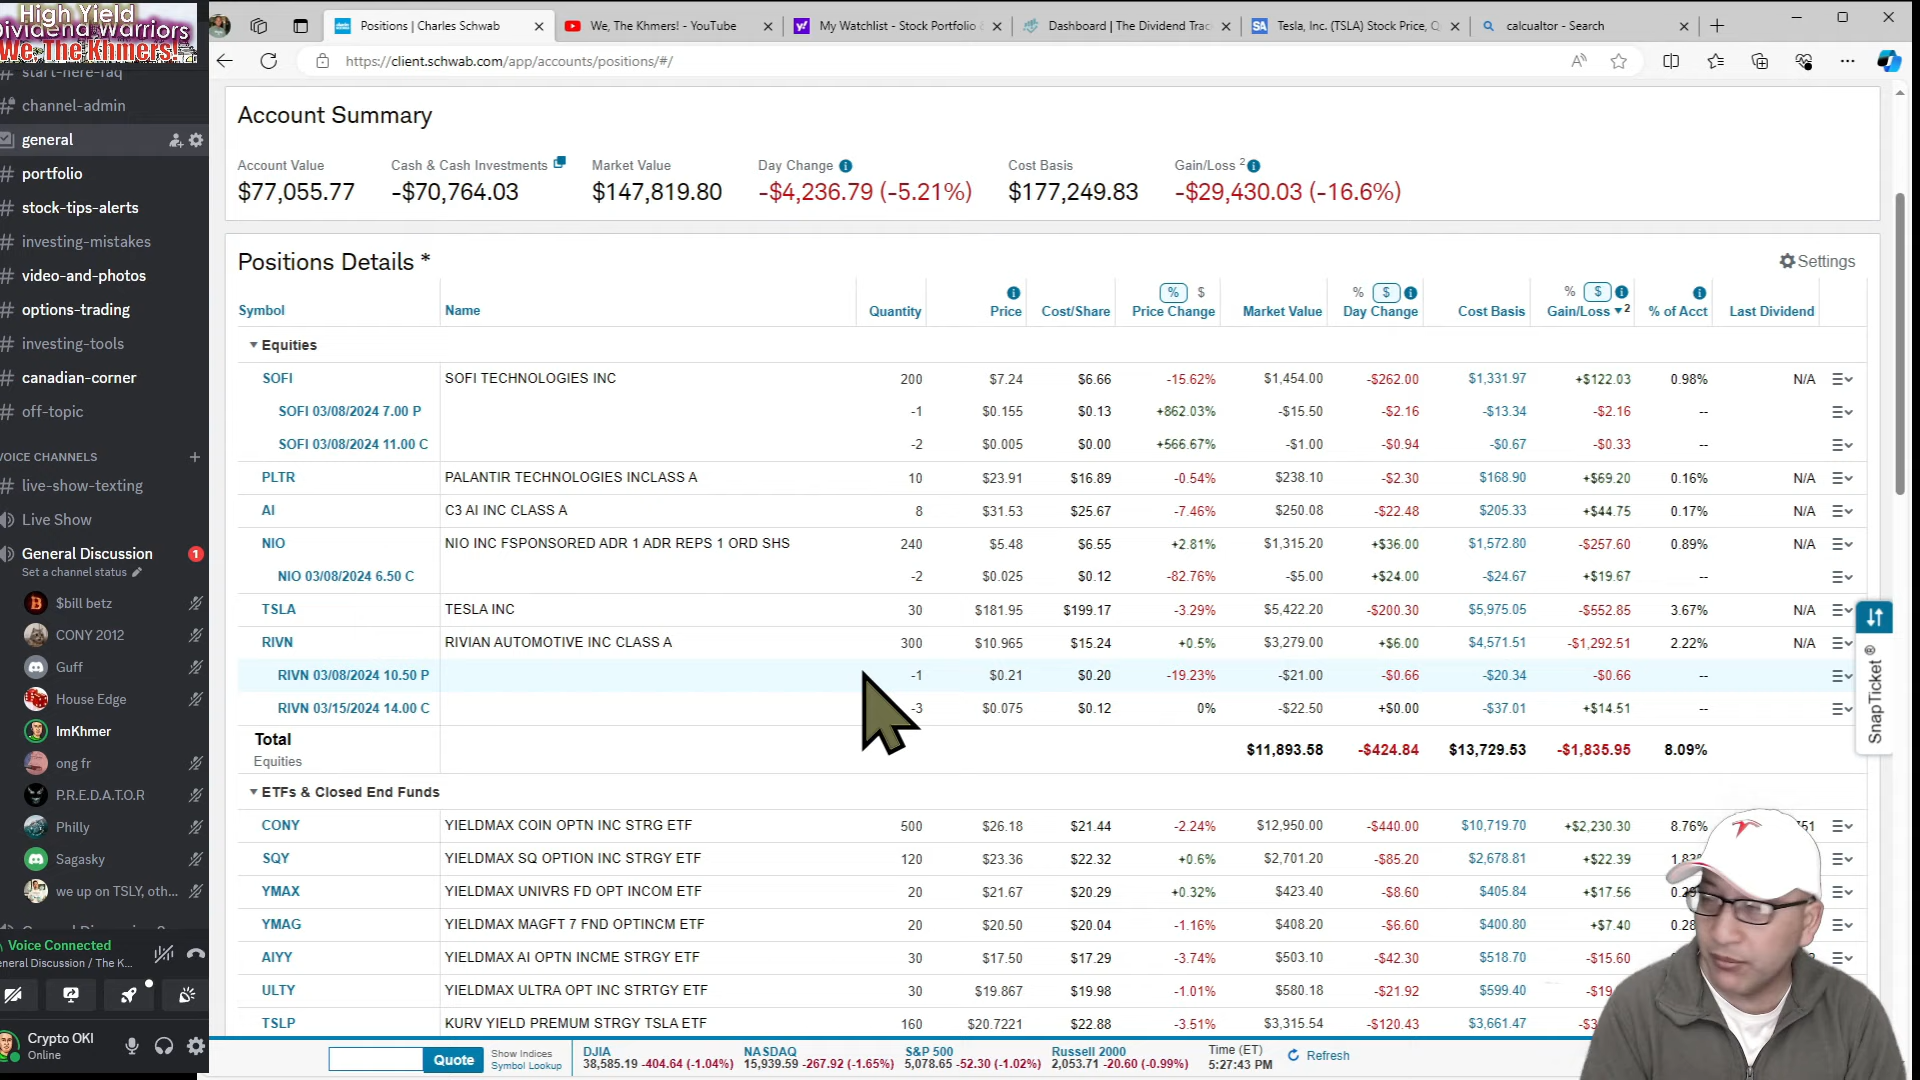 High Yield
Dividend Warriors
We The Khmers!
start-here-faq
channel-admin
general
portfolio
stock-tips-alerts
investing-mistakes
video-and-photos
options-trading
investing-tools
canadian-corner
off-topic
VOICE CHANNELS
live-show-texting
Live Show
General Discussion 1
Set a channel status
$bill betz
CONY 2012
Guff
House Edge
ImKhmer
ong fr
P.R.E.D.A.T.O.R
Philly
Sagasky
we up on TSLY, oth...
Voice Connected
eneral Discussion / The K...
Crypto OKI
Online
Positions | Charles Schwab
We, The Khmers! - YouTube
My Watchlist - Stock Portfolio
Dashboard | The Dividend Trac
Tesla, Inc. (TSLA) Stock Price, Q
calcualtor - Search
https://client.schwab.com/app/accounts/positions/#/
Account Summary
Account Value Cash & Cash Investments Market Value Day Change Cost Basis Gain/Loss 2
$77,055.77 -$70,764.03 $147,819.80 -$4,236.79 (-5.21%) $177,249.83 -$29,430.03 (-16.6%)
Positions Details *
Settings
% $ % $ % $
Symbol Name Quantity Price Cost/Share Price Change Market Value Day Change Cost Basis Gain/Loss 2 % of Acct Last Dividend
Equities
SOFI SOFI TECHNOLOGIES INC 200 $7.24 $6.66 -15.62% $1,454.00 -$262.00 $1,331.97 +$122.03 0.98% N/A
SOFI 03/08/2024 7.00 P -1 $0.155 $0.13 +862.03% -$15.50 -$2.16 -$13.34 -$2.16 --
SOFI 03/08/2024 11.00 C -2 $0.005 $0.00 +566.67% -$1.00 -$0.94 -$0.67 -$0.33 --
PLTR PALANTIR TECHNOLOGIES INCLASS A 10 $23.91 $16.89 -0.54% $238.10 -$2.30 $168.90 +$69.20 0.16% N/A
AI C3 AI INC CLASS A 8 $31.53 $25.67 -7.46% $250.08 -$22.48 $205.33 +$44.75 0.17% N/A
NIO NIO INC FSPONSORED ADR 1 ADR REPS 1 ORD SHS 240 $5.48 $6.55 +2.81% $1,315.20 +$36.00 $1,572.80 -$257.60 0.89% N/A
NIO 03/08/2024 6.50 C -2 $0.025 $0.12 -82.76% -$5.00 +$24.00 -$24.67 +$19.67 --
TSLA TESLA INC 30 $181.95 $199.17 -3.29% $5,422.20 -$200.30 $5,975.05 -$552.85 3.67% N/A
RIVN RIVIAN AUTOMOTIVE INC CLASS A 300 $10.965 $15.24 +0.5% $3,279.00 +$6.00 $4,571.51 -$1,292.51 2.22% N/A
RIVN 03/08/2024 10.50 P -1 $0.21 $0.20 -19.23% -$21.00 -$0.66 -$20.34 -$0.66 --
RIVN 03/15/2024 14.00 C -3 $0.075 $0.12 0% -$22.50 +$0.00 -$37.01 +$14.51 --
Total
Equities
$11,893.58 -$424.84 $13,729.53 -$1,835.95 8.09%
ETFs & Closed End Funds
CONY YIELDMAX COIN OPTN INC STRG ETF 500 $26.18 $21.44 -2.24% $12,950.00 -$440.00 $10,719.70 +$2,230.30 8.76%
SQY YIELDMAX SQ OPTION INC STRGY ETF 120 $23.36 $22.32 +0.6% $2,701.20 -$85.20 $2,678.81 +$22.39
YMAX YIELDMAX UNIVRS FD OPT INCOM ETF 20 $21.67 $20.29 +0.32% $423.40 -$8.60 $405.84 +$17.56
YMAG YIELDMAX MAGFT 7 FND OPTINCM ETF 20 $20.50 $20.04 -1.16% $408.20 -$6.60 $400.80 +$7.40
AIYY YIELDMAX AI OPTN INCME STRGY ETF 30 $17.50 $17.29 -3.74% $503.10 -$42.30 $518.70 -$15.60
ULTY YIELDMAX ULTRA OPT INC STRTGY ETF 30 $19.867 $19.98 -1.01% $580.18 -$21.92 $599.40
TSLP KURV YIELD PREMUM STRGY TSLA ETF 160 $20.7221 $22.88 -3.51% $3,315.54 -$120.43 $3,661.47
SnapTicket ®
Quote
Show Indices
Symbol Lookup
DJIA
38,585.19 -404.64 (-1.04%)
NASDAQ
15,939.59 -267.92 (-1.65%)
S&P 500
5,078.65 -52.30 (-1.02%)
Russell 2000
2,053.71 -20.60 (-0.99%)
Time (ET)
5:27:43 PM
Refresh